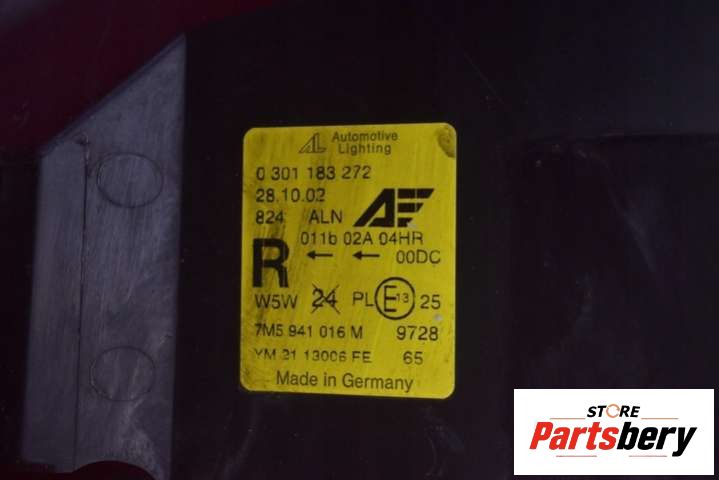 Automotive
Lighting
0 301 183 272
28.10.02
824 ALN
011b 02A 04HR
R ← ← 00DC
W5W 24 PL E13 25
7M5 941 016 M 9728
YM 21 13006 FE 65
Made in Germany
STORE
Partsbery